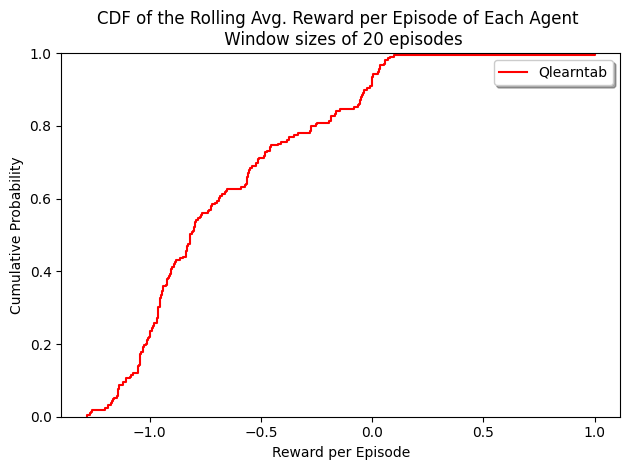 CDF of the Rolling Avg. Reward per Episode of Each Agent
Window sizes of 20 episodes
Qlearntab
Cumulative Probability
1.0
0.8
0.6
0.4
0.2
0.0
−1.0
−0.5
0.0
0.5
1.0
Reward per Episode